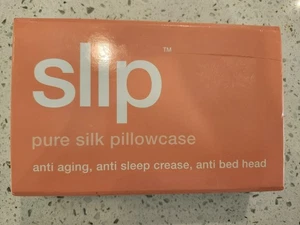 slip™
pure silk pillowcase
anti aging, anti sleep crease, anti bed head